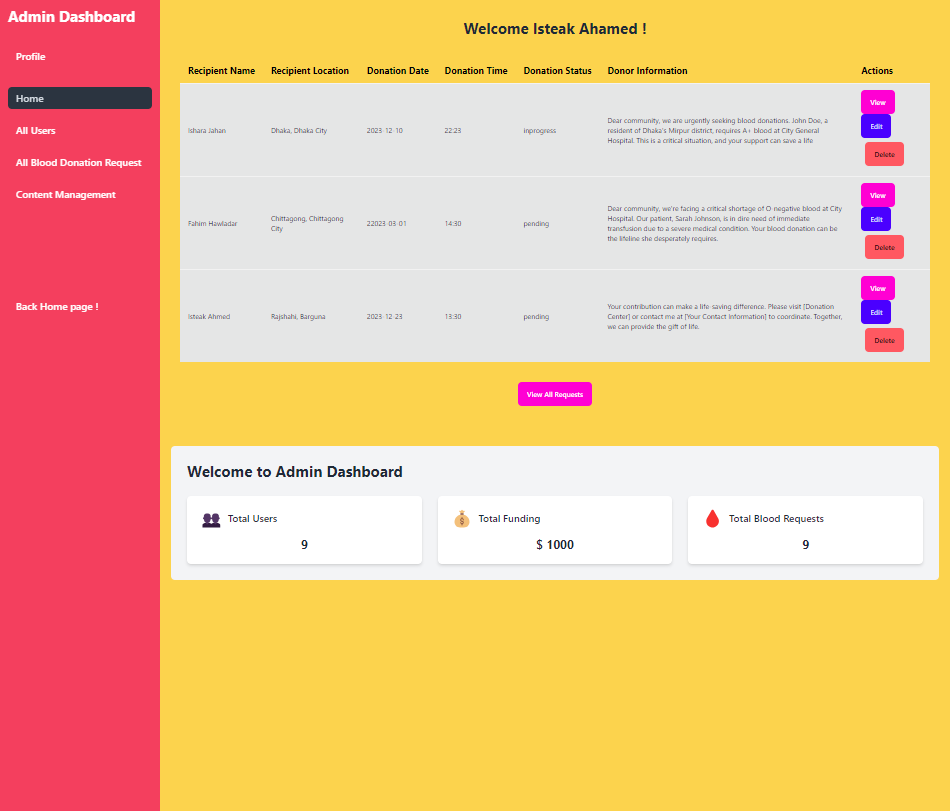 Admin Dashboard
Profile
Home
All Users
All Blood Donation Request
Content Management
Back Home page !
Welcome Isteak Ahamed !
Recipient Name Recipient Location Donation Date Donation Time Donation Status Donor Information Actions
Ishara Jahan Dhaka, Dhaka City 2023-12-10 22:23 inprogress
Dear community, we are urgently seeking blood donations. John Doe, a
resident of Dhaka's Mirpur district, requires A+ blood at City General
Hospital. This is a critical situation, and your support can save a life
View
Edit
Delete
Fahim Hawladar
Chittagong, Chittagong
City
22023-03-01 14:30 pending
Dear community, we're facing a critical shortage of O-negative blood at City
Hospital. Our patient, Sarah Johnson, is in dire need of immediate
transfusion due to a severe medical condition. Your blood donation can be
the lifeline she desperately requires.
View
Edit
Delete
Isteak Ahmed Rajshahi, Barguna 2023-12-23 13:30 pending
Your contribution can make a life-saving difference. Please visit [Donation
Center] or contact me at [Your Contact Information] to coordinate. Together,
we can provide the gift of life.
View
Edit
Delete
View All Requests
Welcome to Admin Dashboard
Total Users
9
Total Funding
$ 1000
Total Blood Requests
9